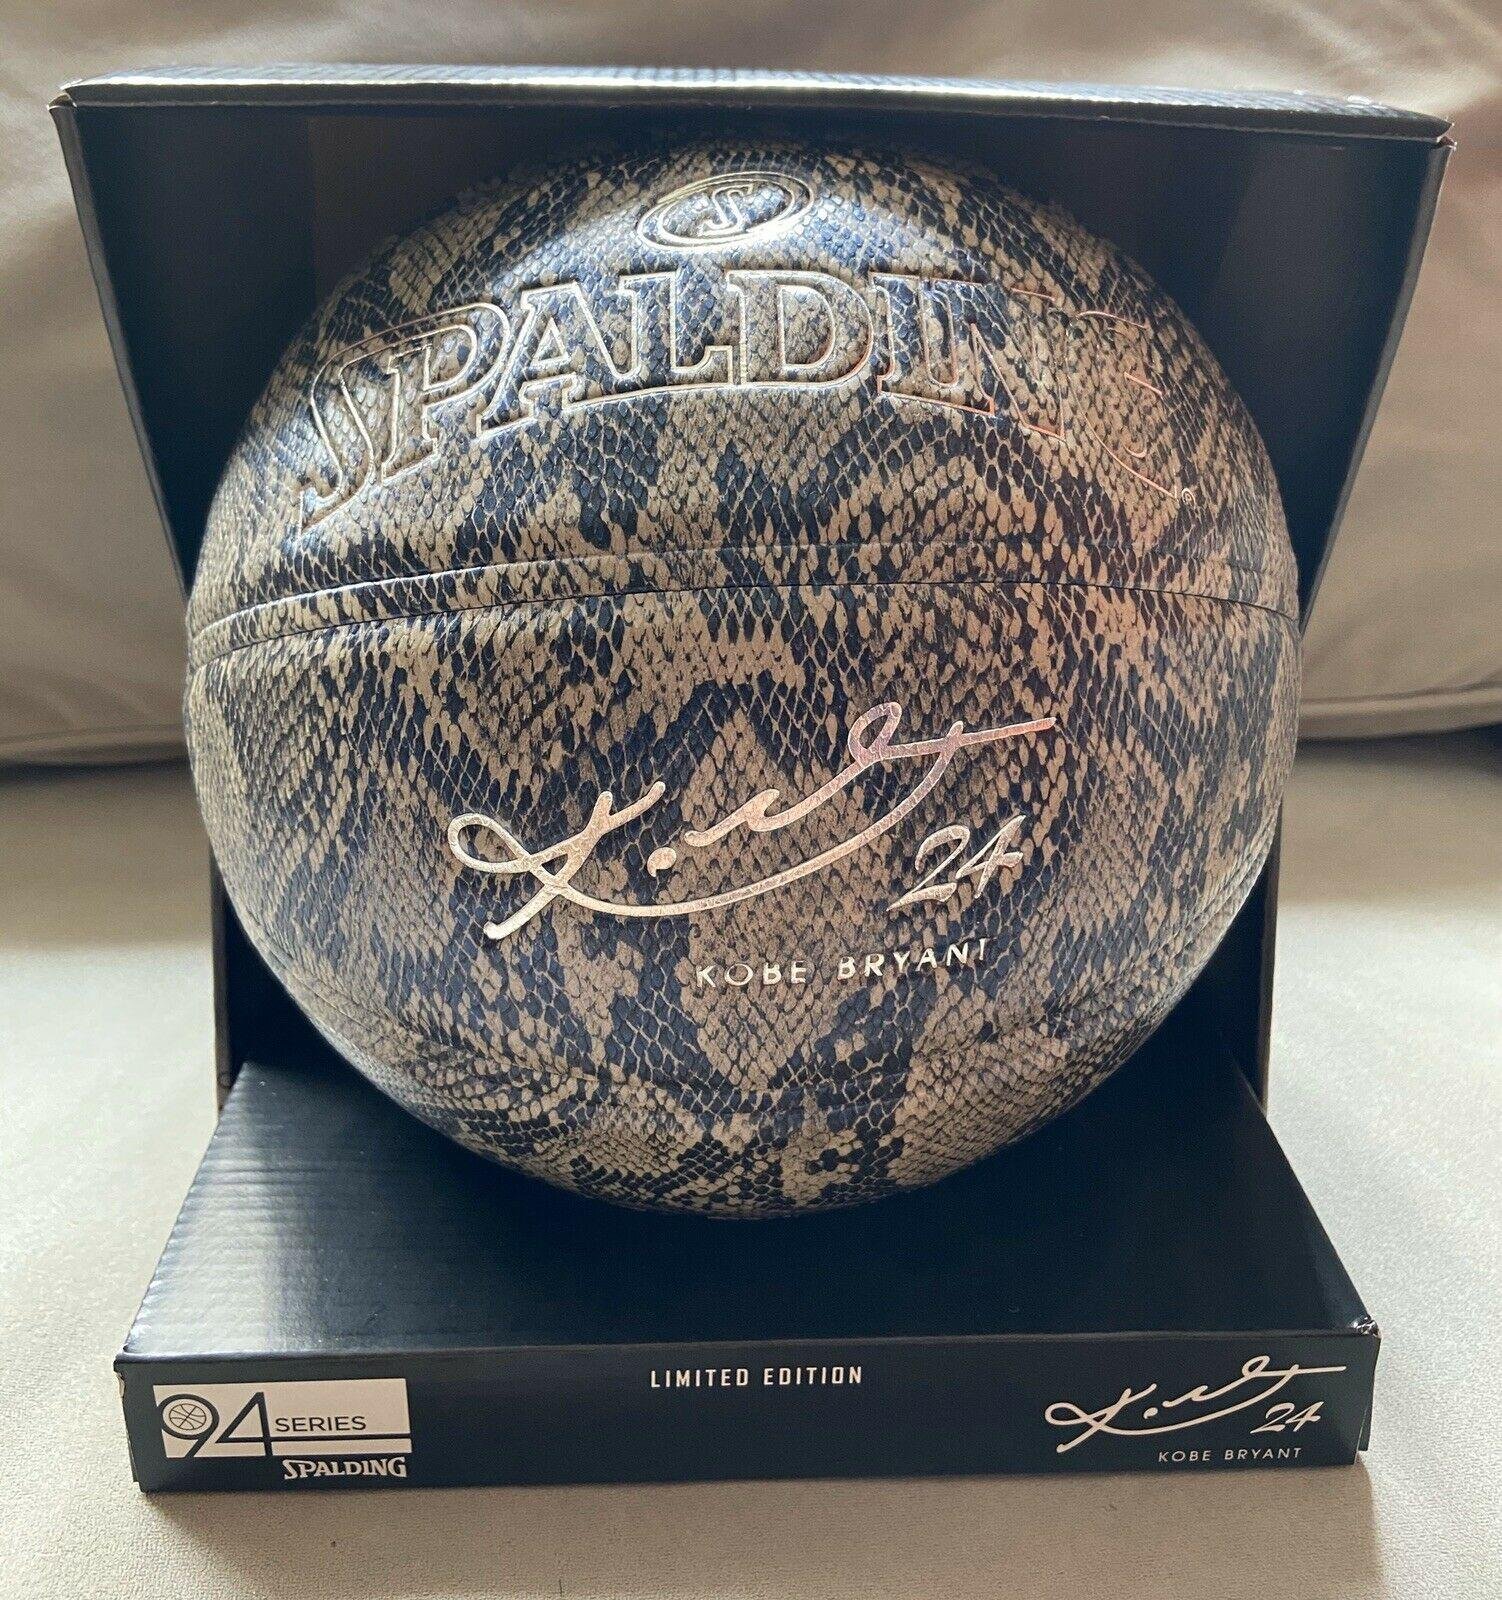 S
SPALDING®
24
KOBE BRYANT
LIMITED EDITION
94 SERIES
SPALDING
24
KOBE BRYANT